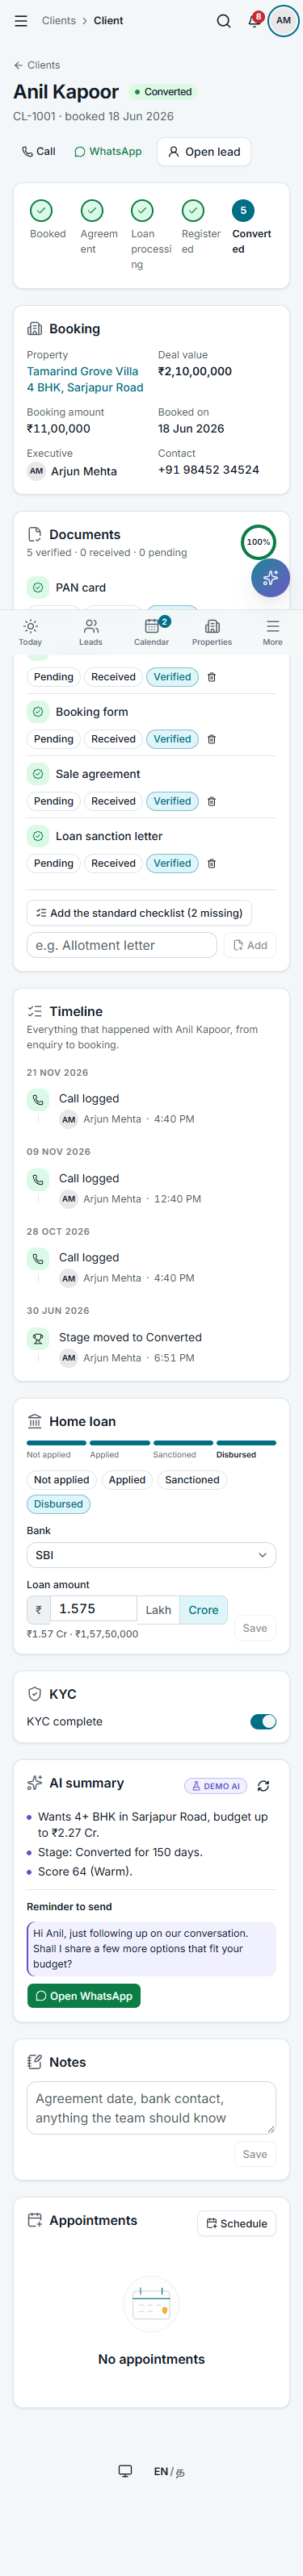 Clients > Client
8
AM
← Clients
Anil Kapoor
Converted
CL-1001 · booked 18 Jun 2026
Call
WhatsApp
Open lead
5
Booked
Agreem
ent
Loan
processi
ng
Register
ed
Convert
ed
Booking
Property
Tamarind Grove Villa
4 BHK, Sarjapur Road
Deal value
₹2,10,00,000
Booking amount
₹11,00,000
Booked on
18 Jun 2026
Executive
AM Arjun Mehta
Contact
+91 98452 34524
Documents
5 verified · 0 received · 0 pending
100%
PAN card
Today
Leads
2
Calendar
Properties
More
Pending Received Verified
Booking form
Pending Received Verified
Sale agreement
Pending Received Verified
Loan sanction letter
Pending Received Verified
Add the standard checklist (2 missing)
e.g. Allotment letter
Add
Timeline
Everything that happened with Anil Kapoor, from
enquiry to booking.
21 NOV 2026
Call logged
AM Arjun Mehta · 4:40 PM
09 NOV 2026
Call logged
AM Arjun Mehta · 12:40 PM
28 OCT 2026
Call logged
AM Arjun Mehta · 4:40 PM
30 JUN 2026
Stage moved to Converted
AM Arjun Mehta · 6:51 PM
Home loan
Not applied Applied Sanctioned Disbursed
Not applied Applied Sanctioned
Disbursed
Bank
SBI
Loan amount
₹ 1.575 Lakh Crore
₹1.57 Cr · ₹1,57,50,000
Save
KYC
KYC complete
AI summary
DEMO AI
Wants 4+ BHK in Sarjapur Road, budget up
to ₹2.27 Cr.
Stage: Converted for 150 days.
Score 64 (Warm).
Reminder to send
Hi Anil, just following up on our conversation.
Shall I share a few more options that fit your
budget?
Open WhatsApp
Notes
Agreement date, bank contact,
anything the team should know
Save
Appointments
Schedule
No appointments
EN / த